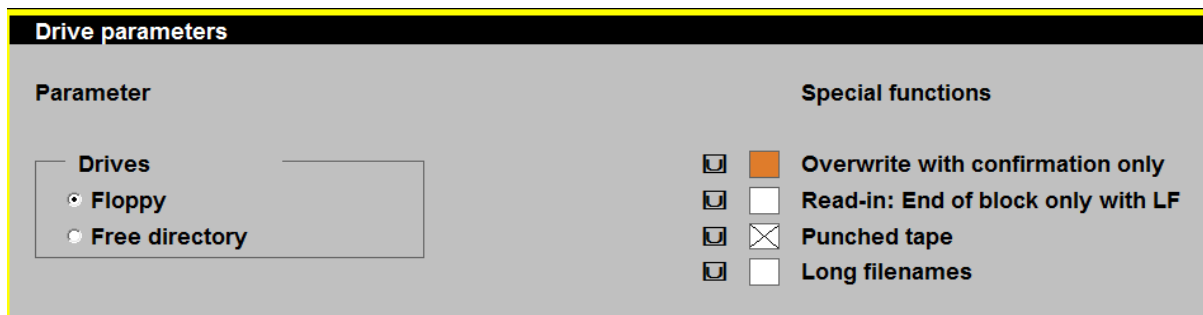 Drive parameters
Parameter
Special functions
Drives
Floppy
Free directory
U Overwrite with confirmation only
U Read-in: End of block only with LF
U Punched tape
U Long filenames